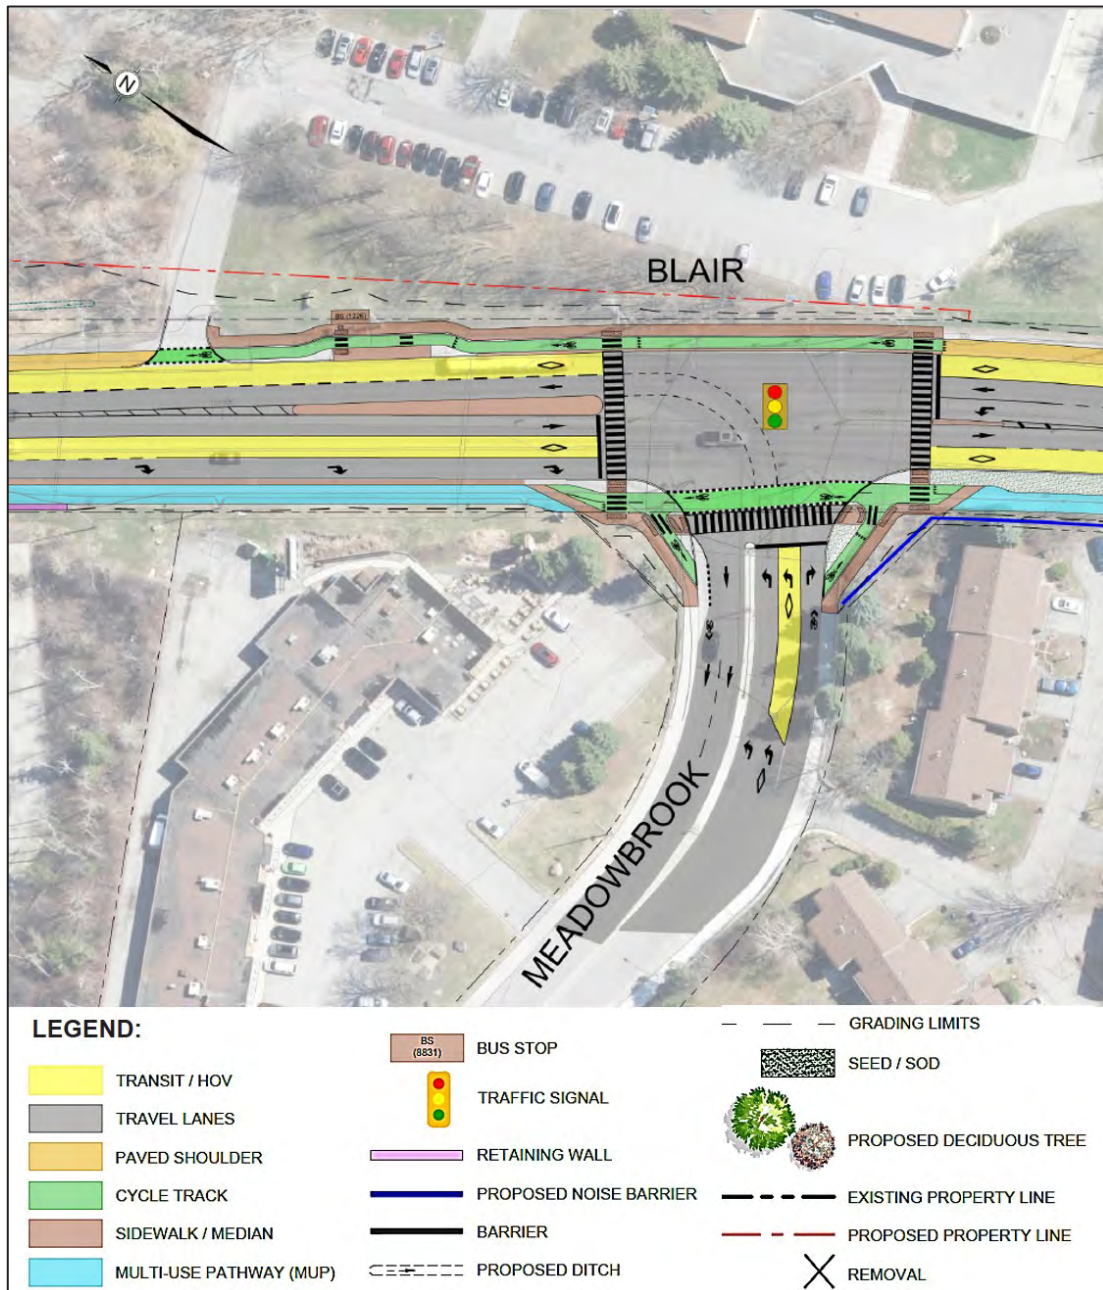 N
BLAIR
BS (1226)
MEADOWBROOK
LEGEND:
TRANSIT / HOV
TRAVEL LANES
PAVED SHOULDER
CYCLE TRACK
SIDEWALK / MEDIAN
MULTI-USE PATHWAY (MUP)
BS
(8831)
BUS STOP
TRAFFIC SIGNAL
RETAINING WALL
PROPOSED NOISE BARRIER
BARRIER
PROPOSED DITCH
GRADING LIMITS
SEED / SOD
PROPOSED DECIDUOUS TREE
EXISTING PROPERTY LINE
PROPOSED PROPERTY LINE
REMOVAL